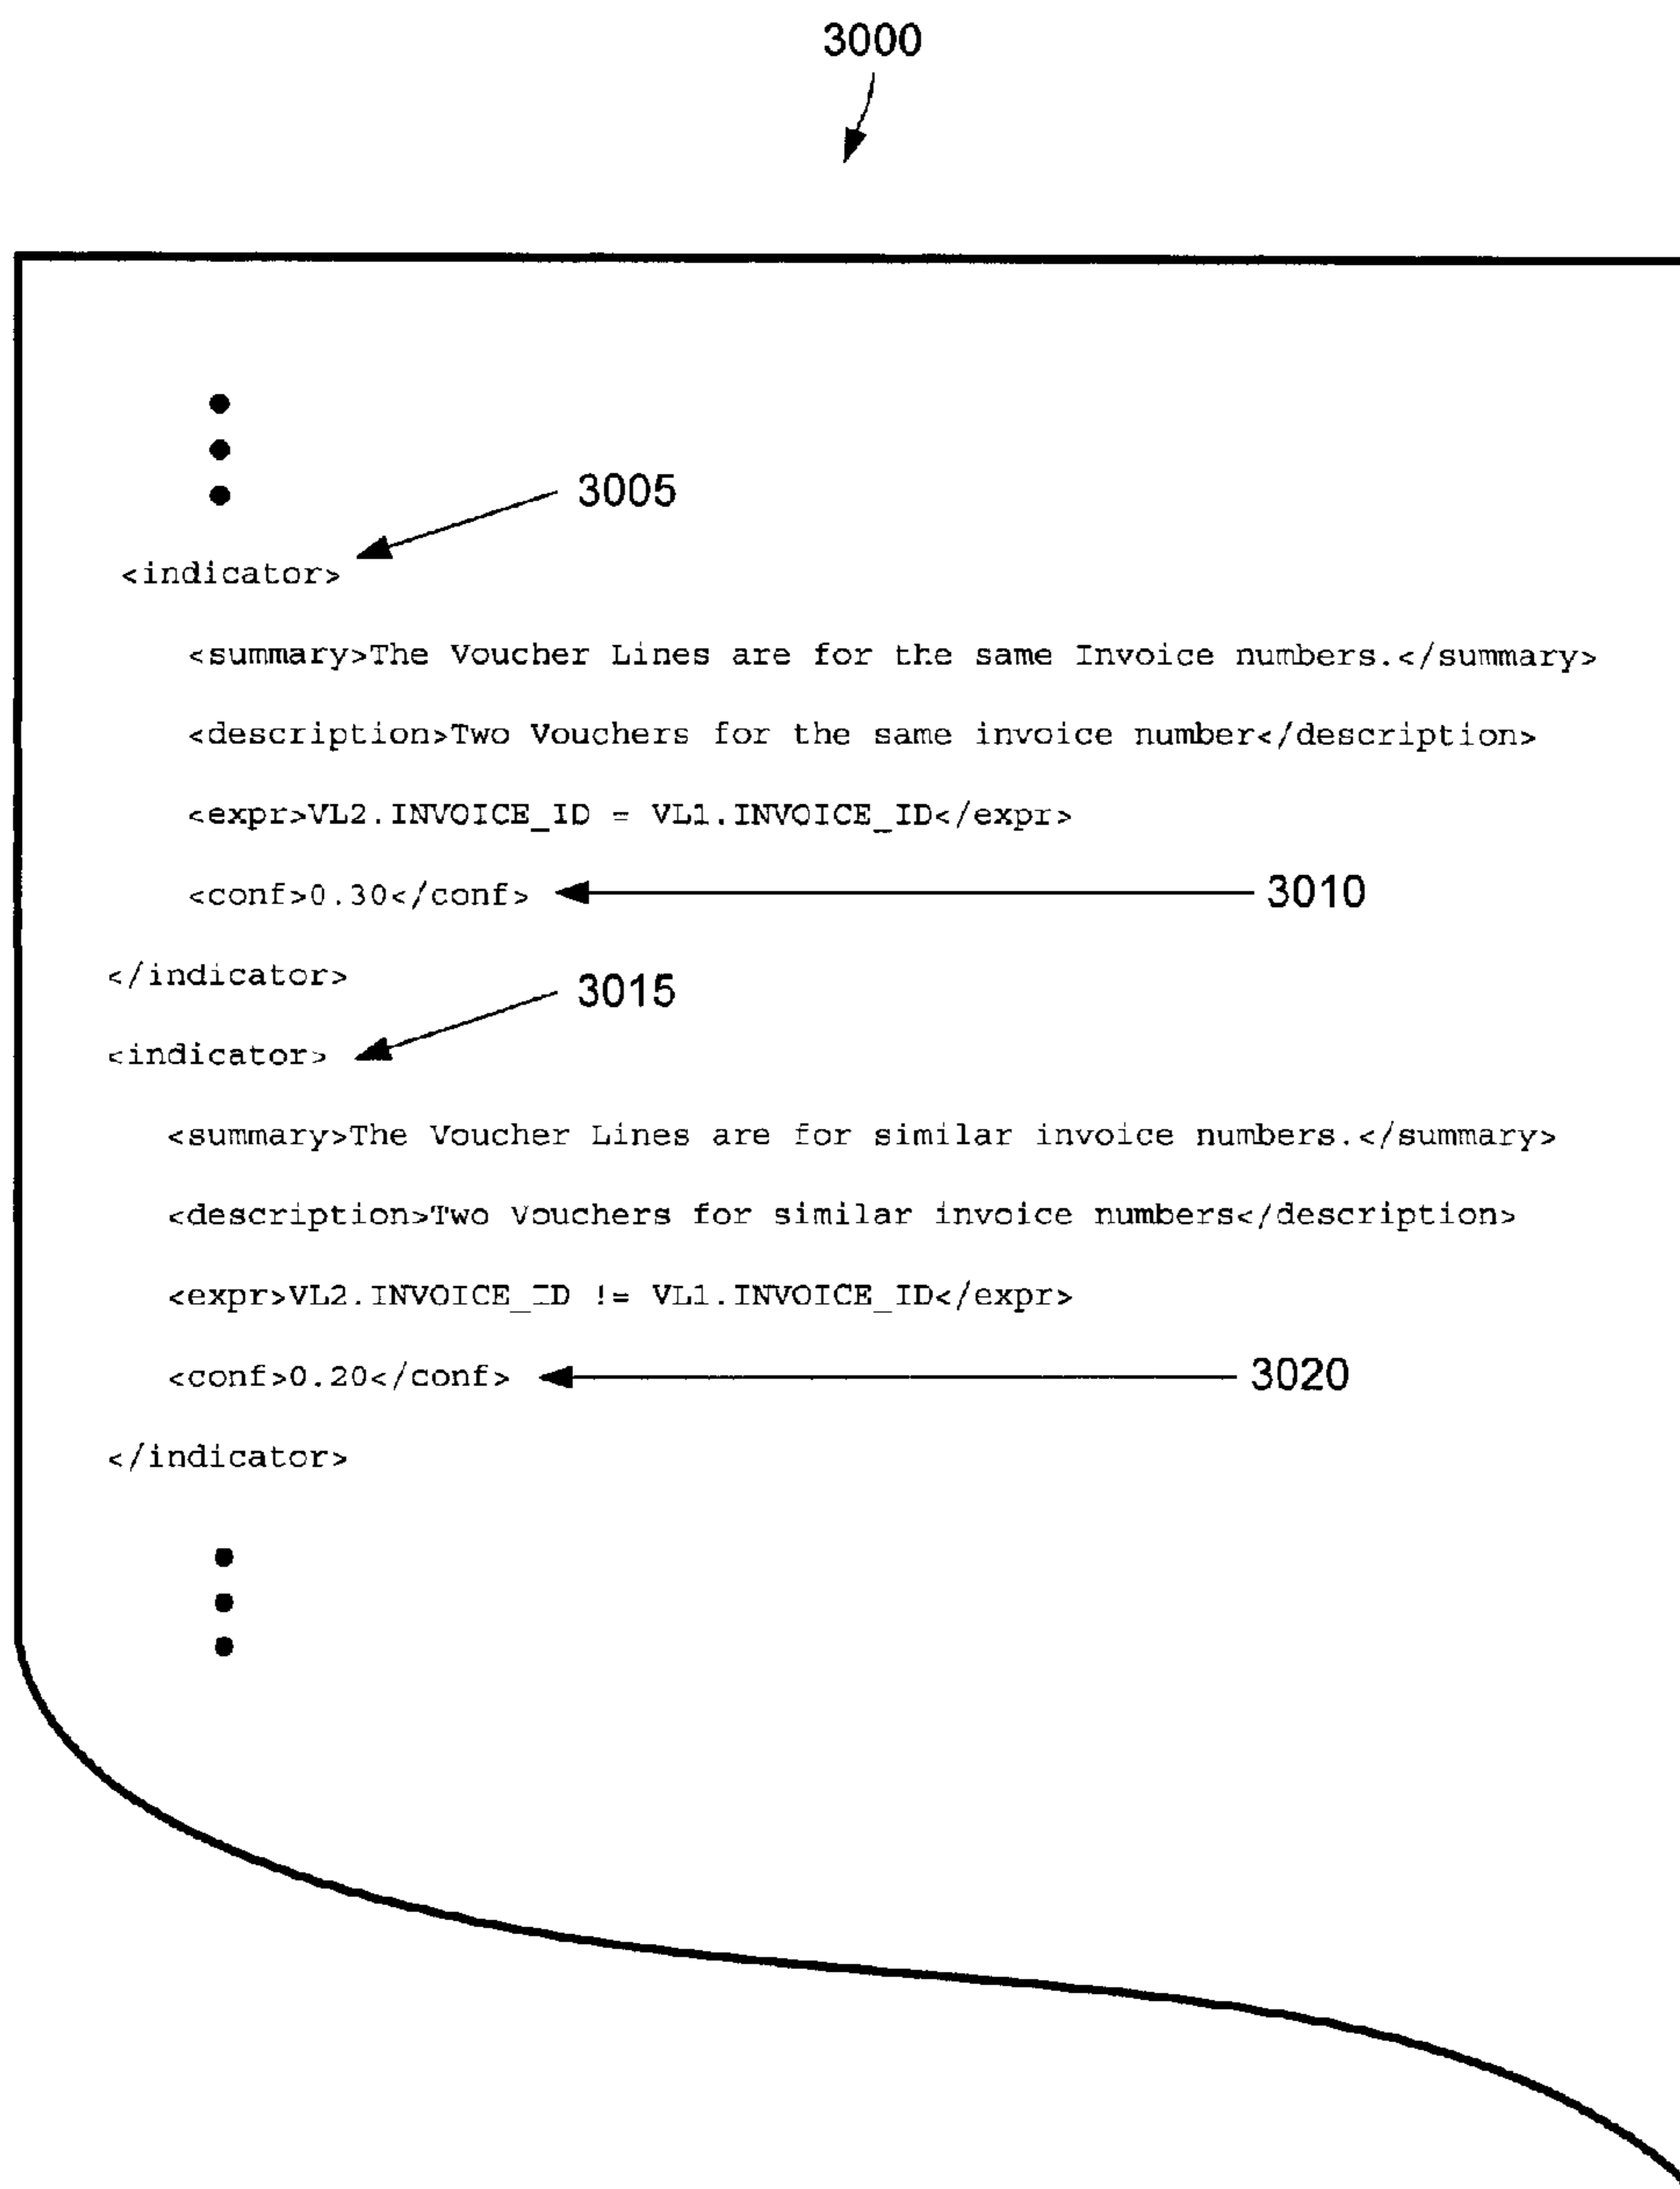 3000
3005
<indicator>
<summary>The Voucher Lines are for the same Invoice numbers.</summary>
<description>Two Vouchers for the same invoice number</description>
<expr>VL2.INVOICE_ID = VL1.INVOICE_ID</expr>
<conf>0.30</conf> 3010
</indicator>
3015
<indicator>
<summary>The Voucher Lines are for similar invoice numbers.</summary>
<description>Two Vouchers for similar invoice numbers</description>
<expr>VL2.INVOICE_ID != VL1.INVOICE_ID</expr>
<conf>0.20</conf> 3020
</indicator>